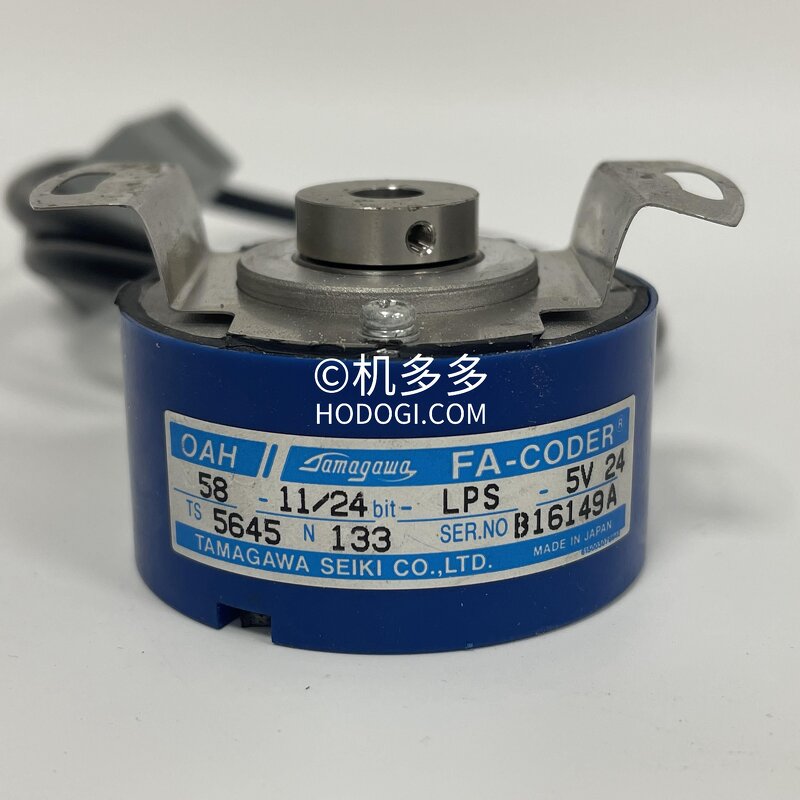 ©机多多
HODOGI.COM
OAH // Tamagawa FA-CODER®
58 - 11/24 bit - LPS - 5V 24
TS 5645 N 133 SER.NO B16149A
TAMAGAWA SEIKI CO.,LTD. MADE IN JAPAN